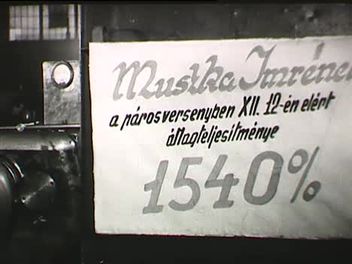 Muszka Imrének
a párosversenyben XII. 12-én elért
átlagteljesítménye
1540%